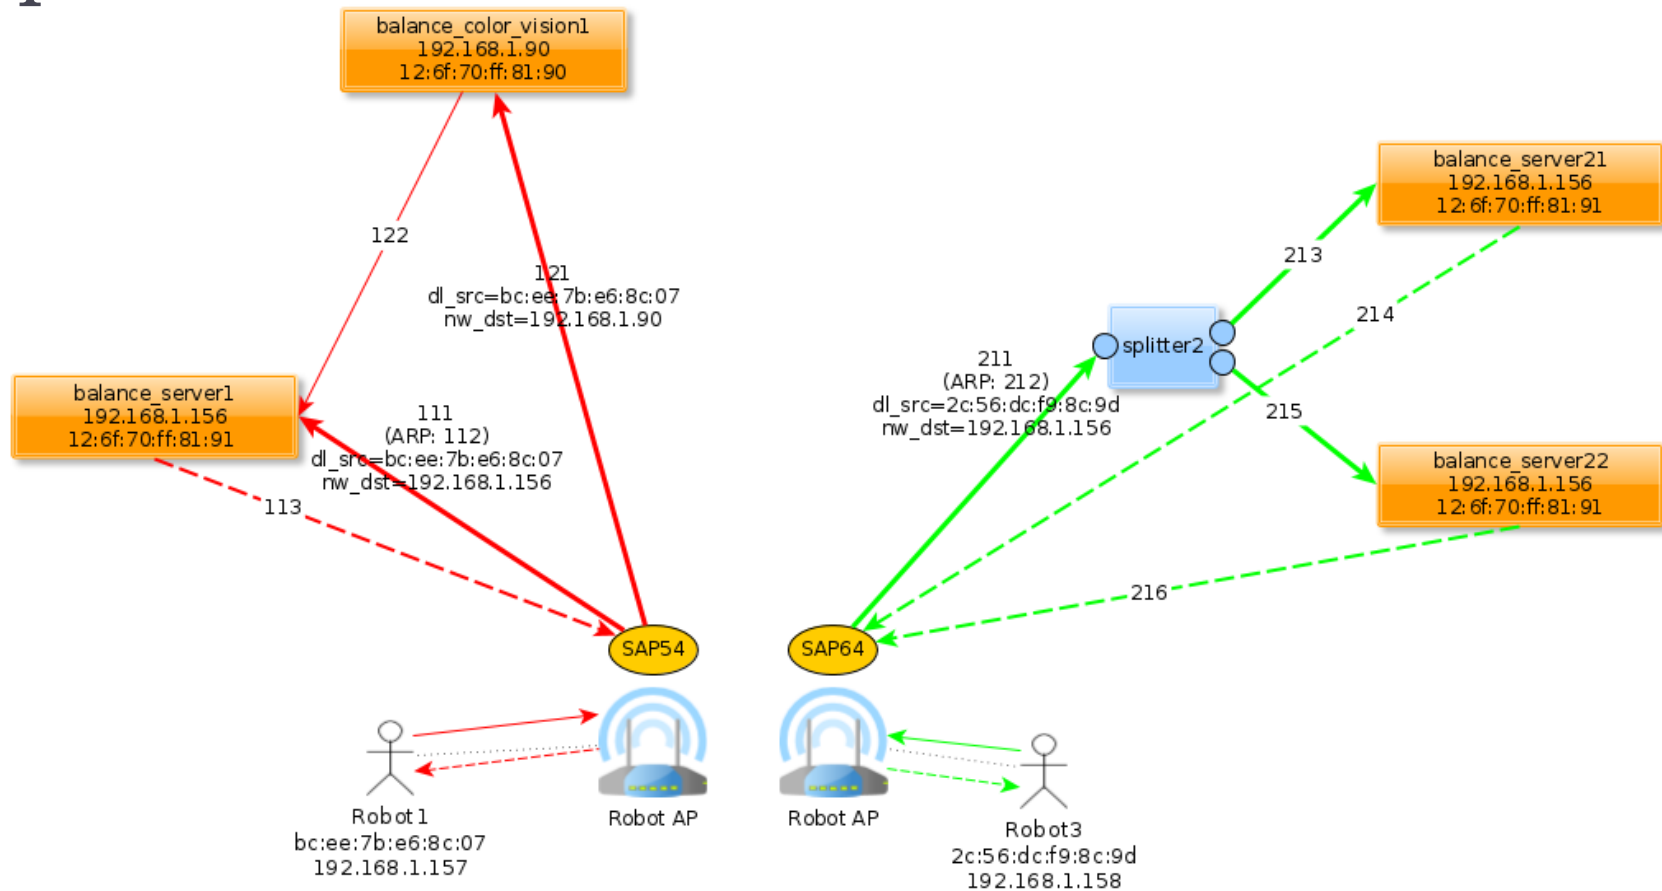 balance_color_vision1
192.168.1.90
12:6f:70:ff:81:90
balance_server21
192.168.1.156
12:6f:70:ff:81:91
122
121
dl_src=bc:ee:7b:e6:8c:07
nw_dst=192.168.1.90
213
214
splitter2
211
(ARP: 212)
dl_src=2c:56:dc:f9:8c:9d
nw_dst=192.168.1.156
215
balance_server1
192.168.1.156
12:6f:70:ff:81:91
111
(ARP: 112)
dl_src=bc:ee:7b:e6:8c:07
nw_dst=192.168.1.156
113
balance_server22
192.168.1.156
12:6f:70:ff:81:91
216
SAP54
SAP64
Robot1
bc:ee:7b:e6:8c:07
192.168.1.157
Robot AP
Robot AP
Robot3
2c:56:dc:f9:8c:9d
192.168.1.158